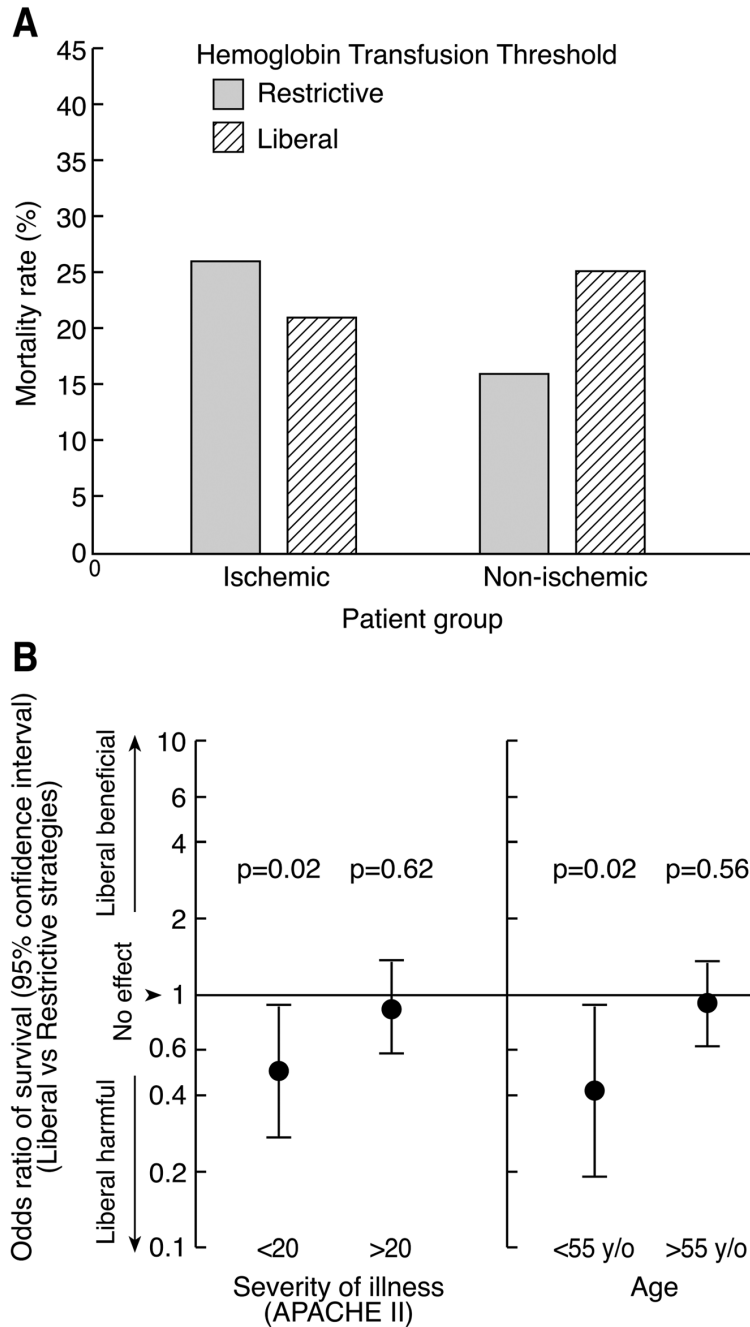 A
Hemoglobin Transfusion Threshold
Restrictive
Liberal
Mortality rate (%)
45
40
35
30
25
20
15
10
5
0
0
Ischemic
Non-ischemic
Patient group
B
Odds ratio of survival (95% confidence interval)
(Liberal vs Restrictive strategies)
Liberal beneficial
No effect
Liberal harmful
10
6
4
2
1
0.6
0.4
0.2
0.1
p=0.02
p=0.62
p=0.02
p=0.56
<20
>20
<55 y/o
>55 y/o
Severity of illness
(APACHE II)
Age